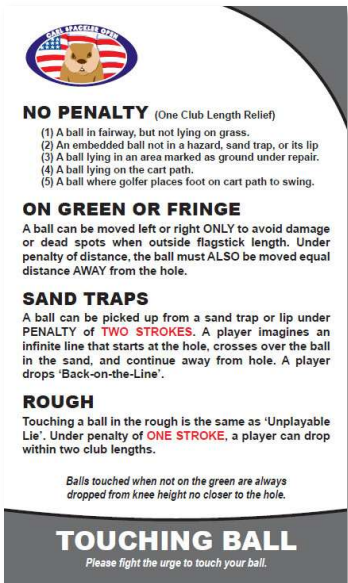 CARL SPACKLER OPEN
NO PENALTY (One Club Length Relief)
(1) A ball in fairway, but not lying on grass.
(2) An embedded ball not in a hazard, sand trap, or its lip
(3) A ball lying in an area marked as ground under repair.
(4) A ball lying on the cart path.
(5) A ball where golfer places foot on cart path to swing.
ON GREEN OR FRINGE
A ball can be moved left or right ONLY to avoid damage
or dead spots when outside flagstick length. Under
penalty of distance, the ball must ALSO be moved equal
distance AWAY from the hole.
SAND TRAPS
A ball can be picked up from a sand trap or lip under
PENALTY of TWO STROKES. A player imagines an
infinite line that starts at the hole, crosses over the ball
in the sand, and continue away from hole. A player
drops ‘Back-on-the-Line’.
ROUGH
Touching a ball in the rough is the same as ‘Unplayable
Lie’. Under penalty of ONE STROKE, a player can drop
within two club lengths.
Balls touched when not on the green are always
dropped from knee height no closer to the hole.
TOUCHING BALL
Please fight the urge to touch your ball.